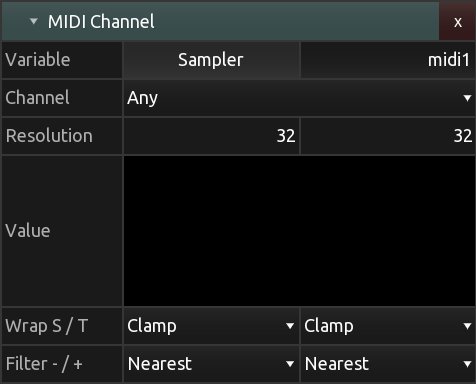 MIDI Channel x
Variable Sampler midi1
Channel Any
Resolution 32 32
Value
Wrap S / T Clamp Clamp
Filter - / + Nearest Nearest